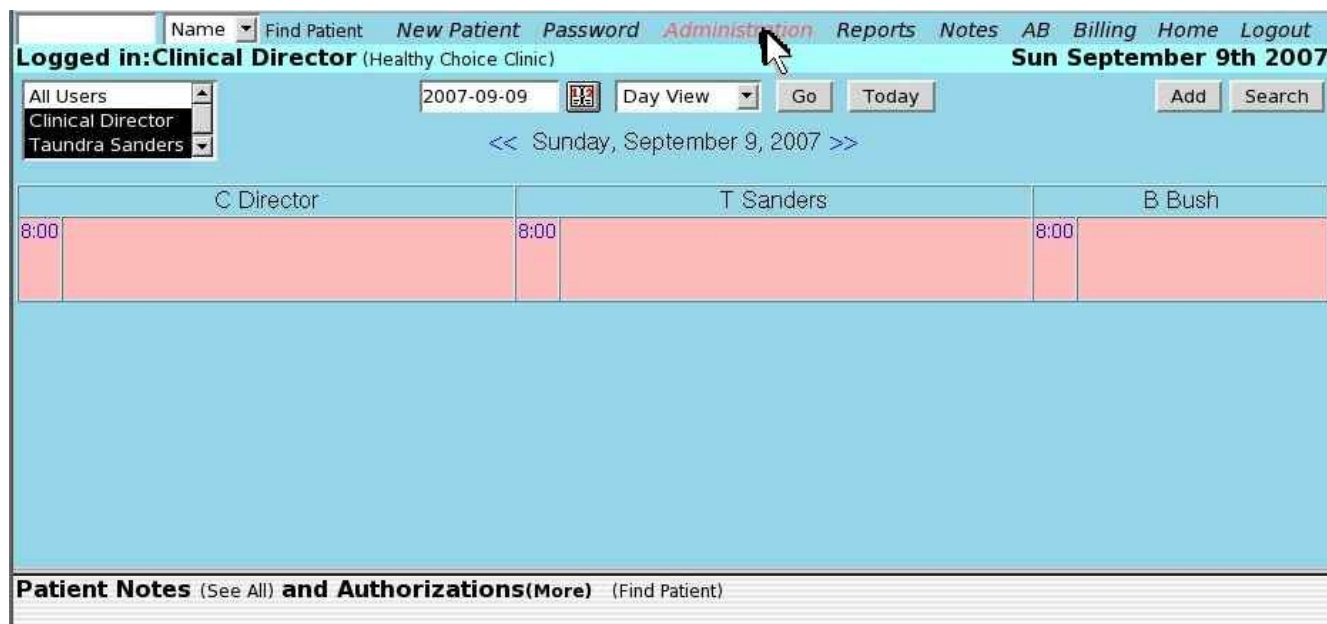 Name Find Patient New Patient Password Administration Reports Notes AB Billing Home Logout
Logged in:Clinical Director (Healthy Choice Clinic) Sun September 9th 2007
All Users
Clinical Director
Taundra Sanders
2007-09-09 Day View Go Today Add Search
<< Sunday, September 9, 2007 >>
C Director T Sanders B Bush
8:00 8:00 8:00
Patient Notes (See All) and Authorizations(More) (Find Patient)